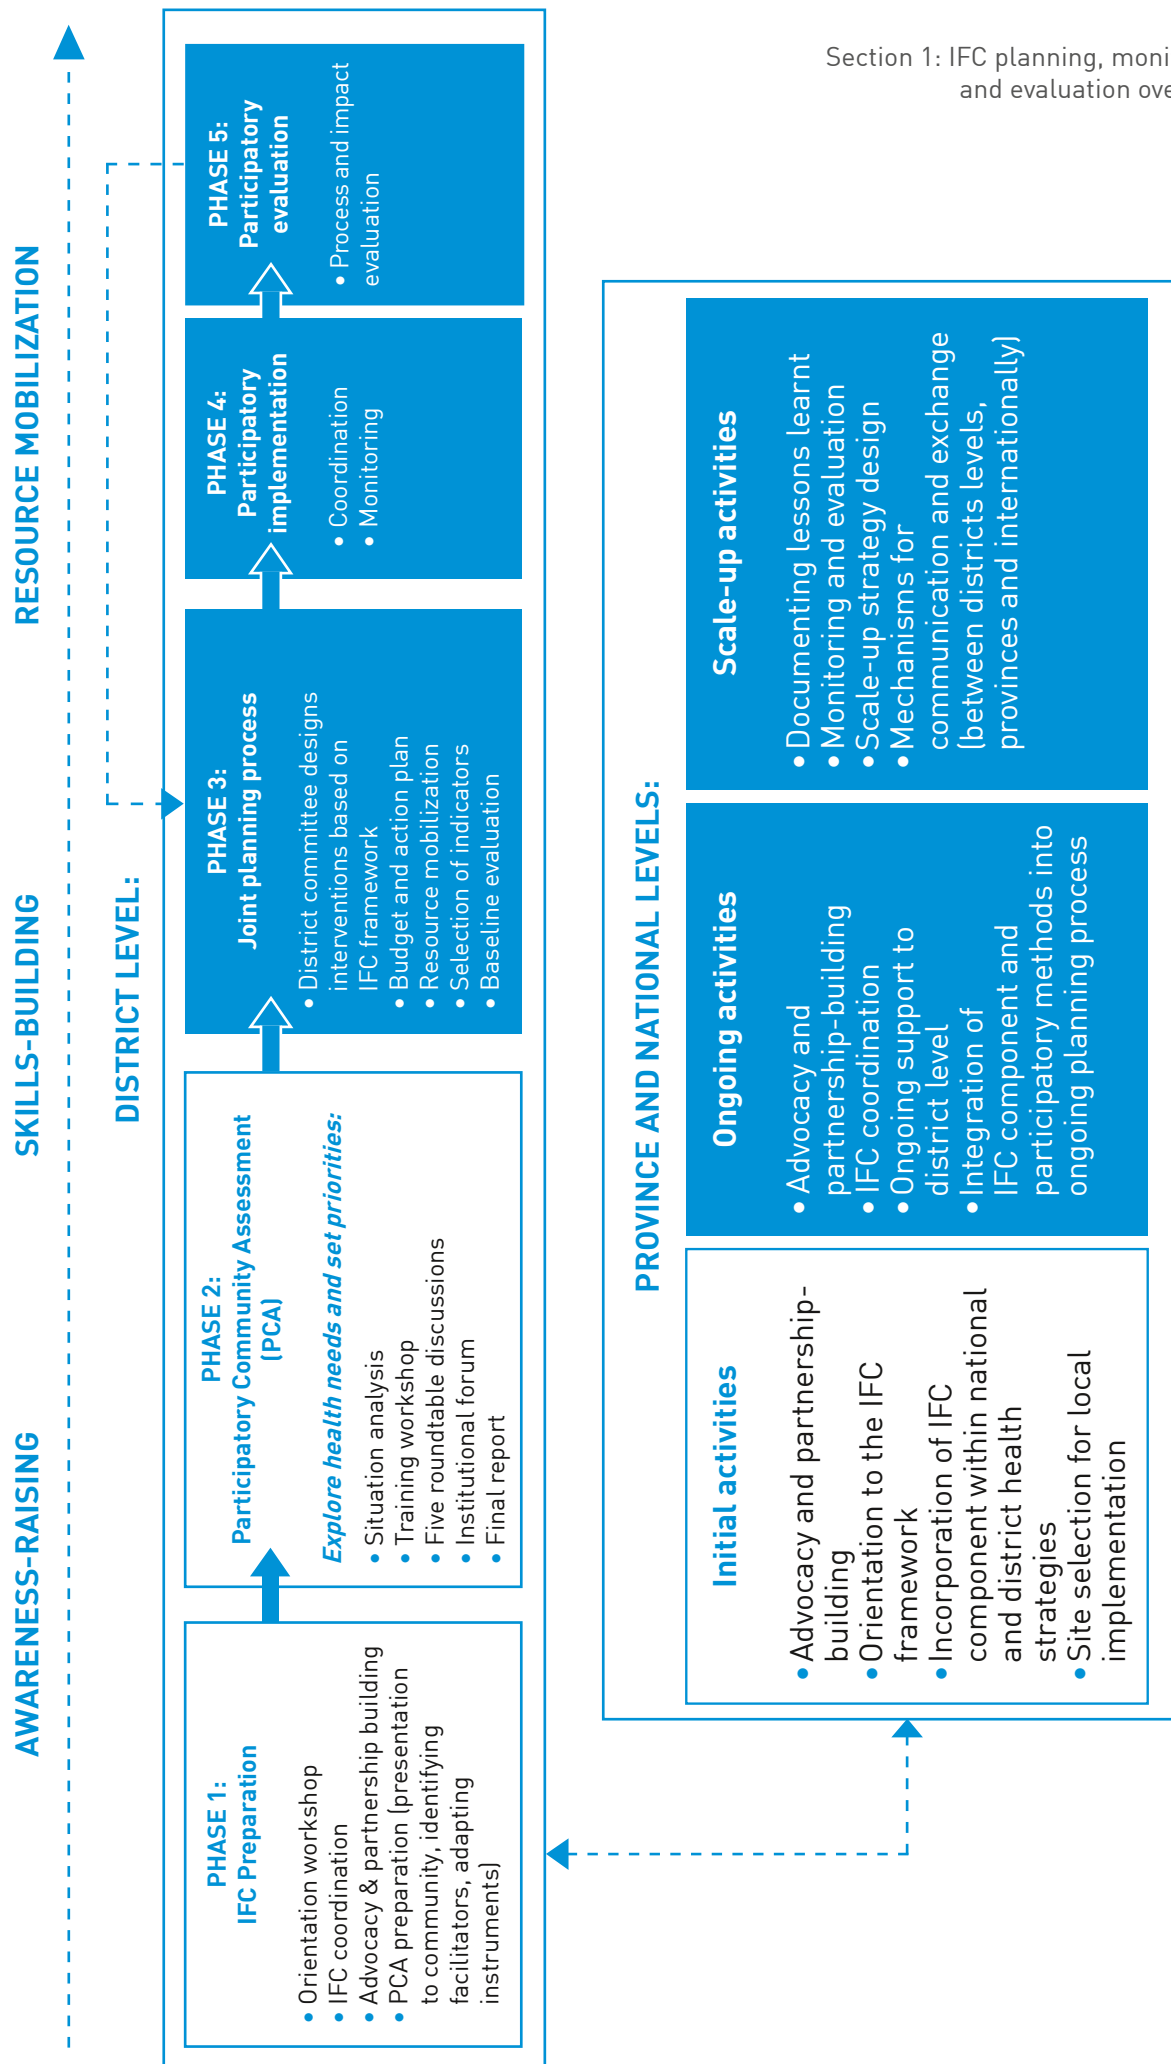 Section 1: IFC planning, moni
and evaluation ove
AWARENESS-RAISING
SKILLS-BUILDING
RESOURCE MOBILIZATION
DISTRICT LEVEL:
PHASE 1:
IFC Preparation
• Orientation workshop
• IFC coordination
• Advocacy & partnership building
• PCA preparation (presentation
to community, identifying
facilitators, adapting
instruments)
PHASE 2:
Participatory Community Assessment
(PCA)
Explore health needs and set priorities:
• Situation analysis
• Training workshop
• Five roundtable discussions
• Institutional forum
• Final report
PHASE 3:
Joint planning process
• District committee designs
interventions based on
IFC framework
• Budget and action plan
• Resource mobilization
• Selection of indicators
• Baseline evaluation
PHASE 4:
Participatory
implementation
• Coordination
• Monitoring
PHASE 5:
Participatory
evaluation
• Process and impact
evaluation
PROVINCE AND NATIONAL LEVELS:
Initial activities
• Advocacy and partnership-
building
• Orientation to the IFC
framework
• Incorporation of IFC
component within national
and district health
strategies
• Site selection for local
implementation
Ongoing activities
• Advocacy and
partnership-building
• IFC coordination
• Ongoing support to
district level
• Integration of
IFC component and
participatory methods into
ongoing planning process
Scale-up activities
• Documenting lessons learnt
• Monitoring and evaluation
• Scale-up strategy design
• Mechanisms for
communication and exchange
(between districts levels,
provinces and internationally)